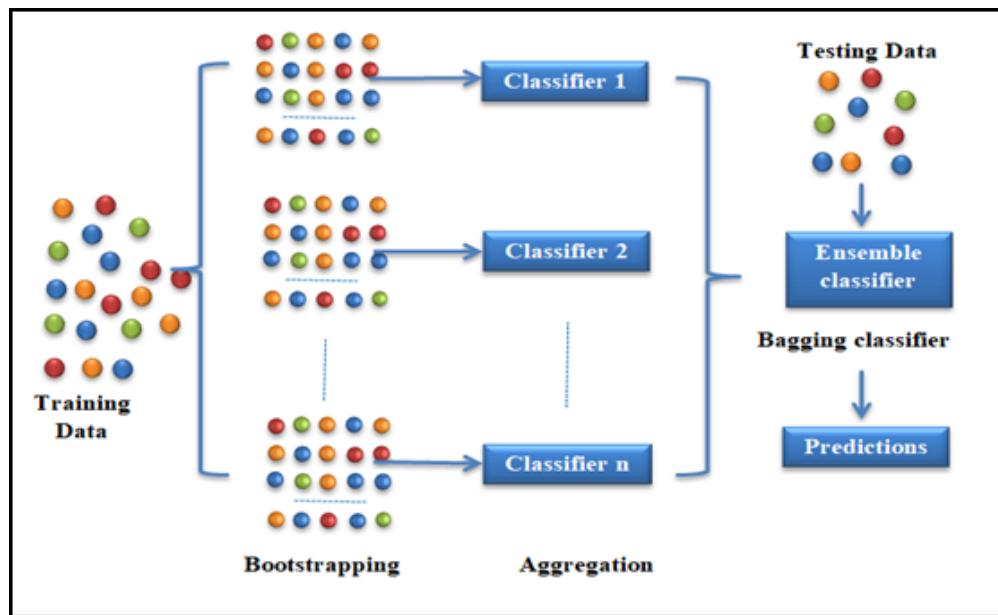 Training
Data
Classifier 1
Classifier 2
Classifier n
Bootstrapping
Aggregation
Testing Data
Ensemble
classifier
Bagging classifier
Predictions